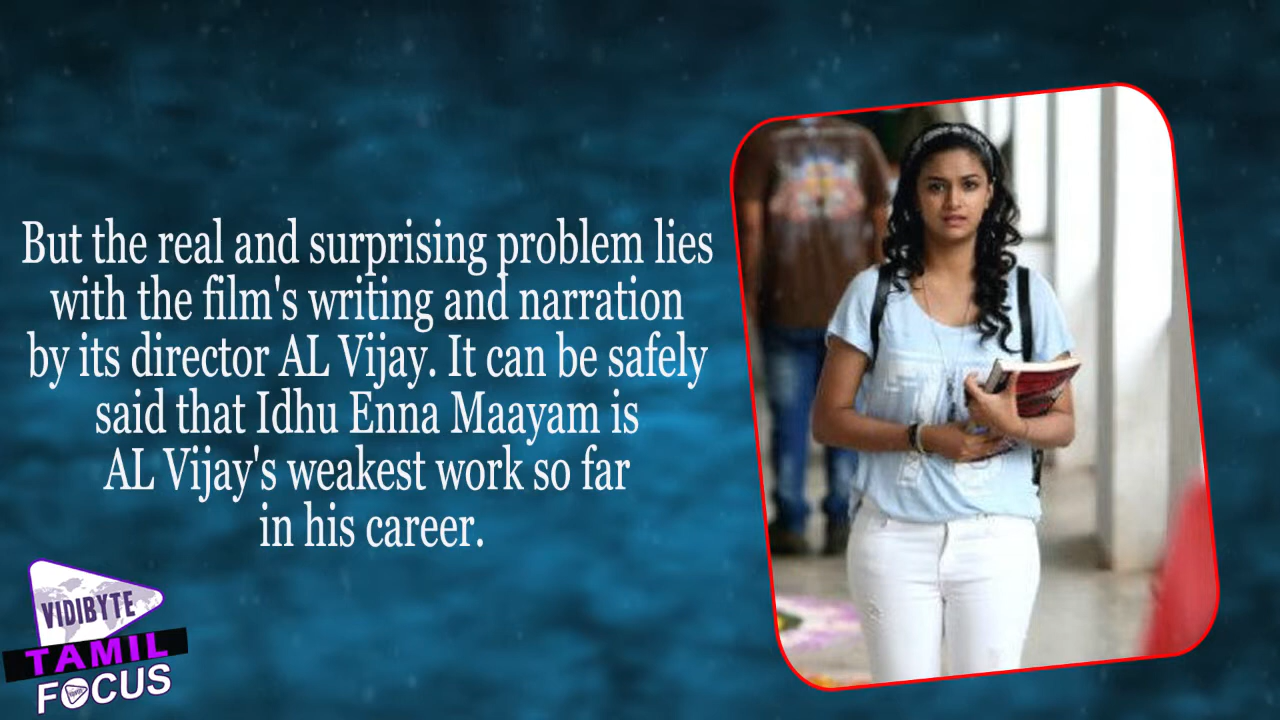 But the real and surprising problem lies
with the film's writing and narration
by its director AL Vijay. It can be safely
said that Idhu Enna Maayam is
AL Vijay's weakest work so far
in his career.
VIDIBYTE
TAMIL
FOCUS